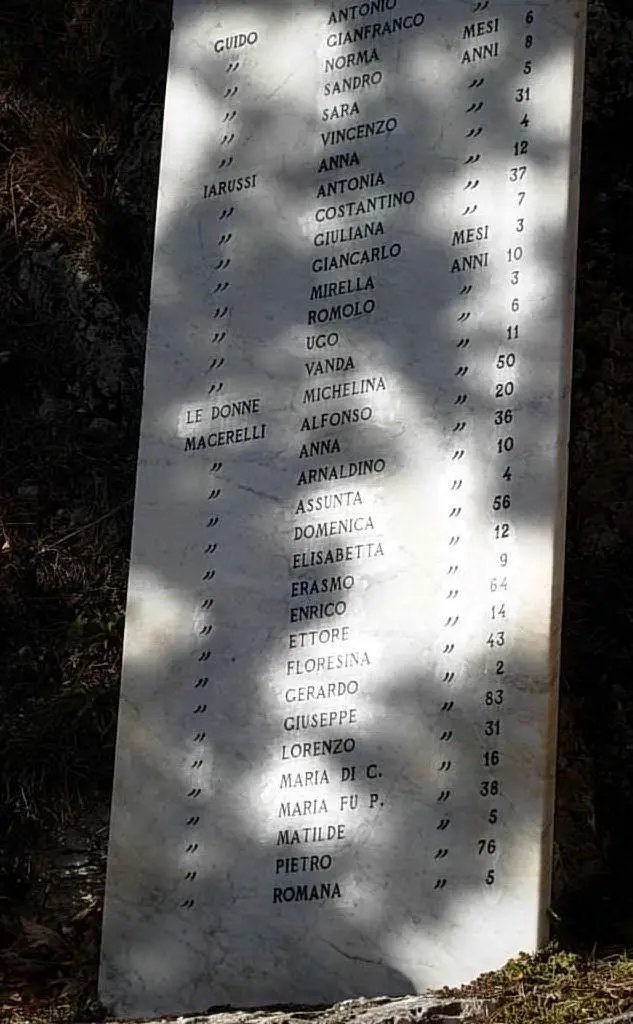 GUIDO ANTONIO
〃 GIANFRANCO 〃
〃 NORMA MESI 6
〃 SANDRO ANNI 8
〃 SARA 〃 5
〃 VINCENZO 〃 31
IARUSSI ANNA 〃 4
〃 ANTONIA 〃 12
〃 COSTANTINO 〃 37
〃 GIULIANA 〃 7
〃 GIANCARLO MESI 3
〃 MIRELLA ANNI 10
〃 ROMOLO 〃 3
〃 UGO 〃 6
〃 VANDA 〃 11
LE DONNE MICHELINA 〃 50
MACERELLI ALFONSO 〃 20
〃 ANNA 〃 36
〃 ARNALDINO 〃 10
〃 ASSUNTA 〃 4
〃 DOMENICA 〃 56
〃 ELISABETTA 〃 12
〃 ERASMO 〃 9
〃 ENRICO 〃 64
〃 ETTORE 〃 14
〃 FLORESINA 〃 43
〃 GERARDO 〃 2
〃 GIUSEPPE 〃 83
〃 LORENZO 〃 31
〃 MARIA DI C. 〃 16
〃 MARIA FU P. 〃 38
〃 MATILDE 〃 5
〃 PIETRO 〃 76
〃 ROMANA 〃 5